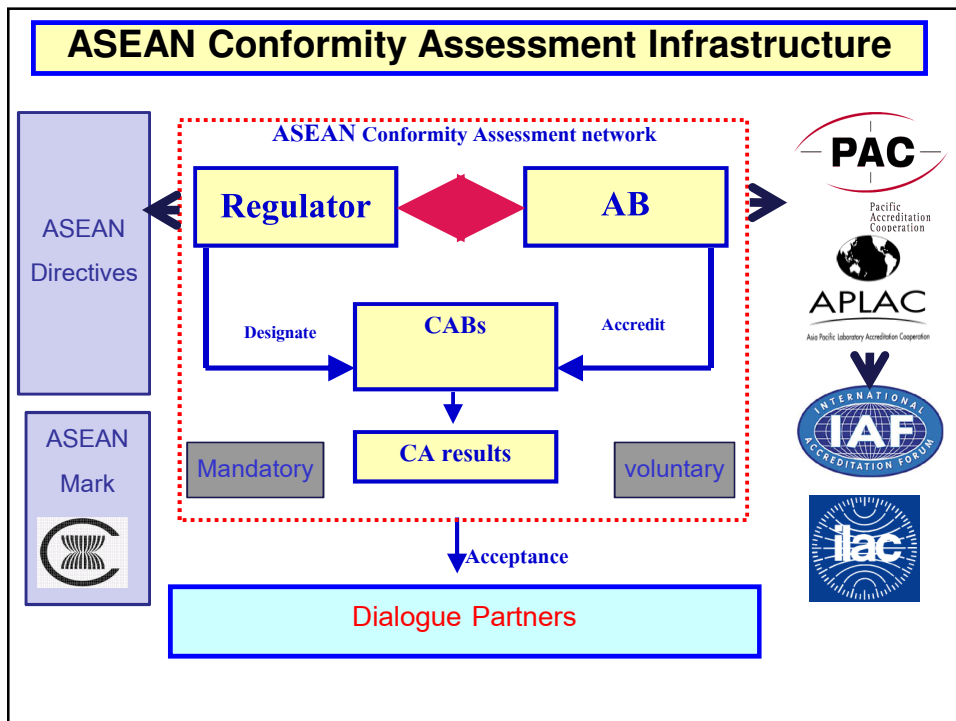 ASEAN Conformity Assessment Infrastructure
ASEAN
Directives
ASEAN
Mark
ASEAN Conformity Assessment network
Regulator
AB
Designate
CABs
Accredit
CA results
Mandatory
voluntary
Acceptance
Dialogue Partners
PAC
Pacific
Accreditation
Cooperation
APLAC
Asia Pacific Laboratory Accreditation Cooperation
INTERNATIONAL
IAF
ACCREDITATION FORUM
ilac